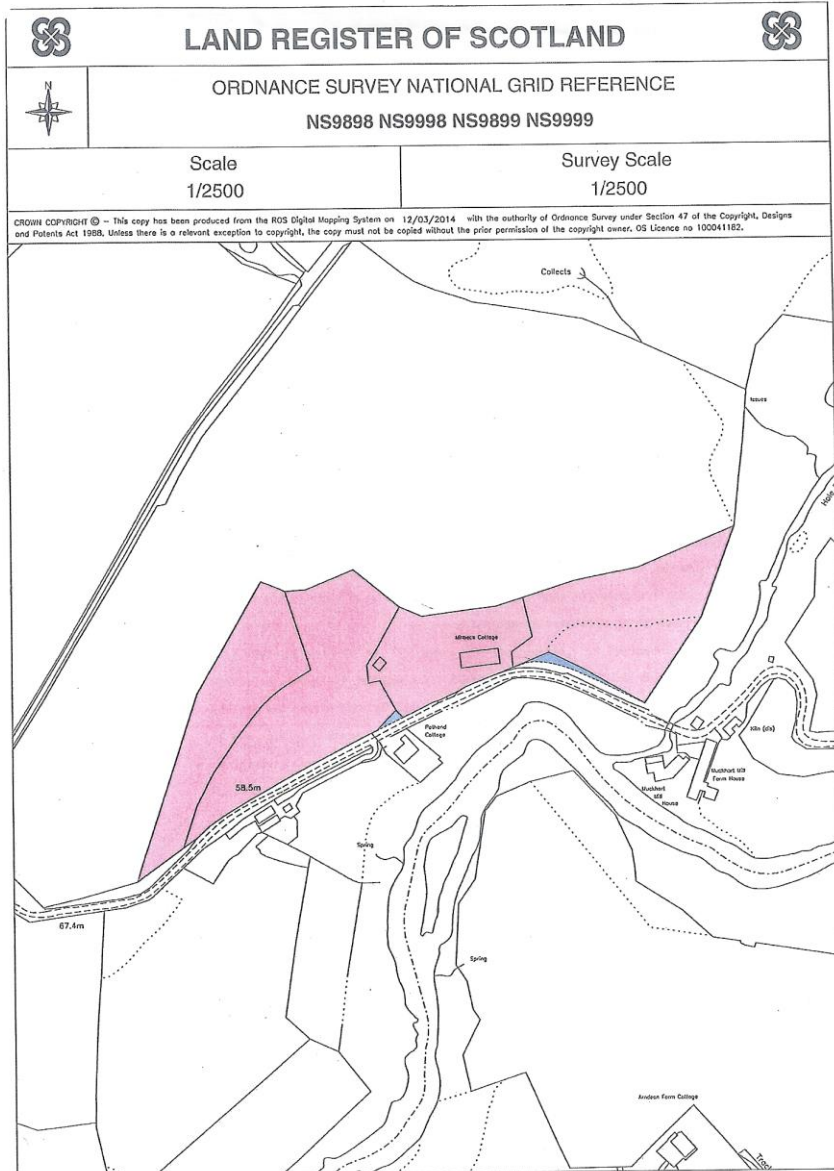 LAND REGISTER OF SCOTLAND
N
ORDNANCE SURVEY NATIONAL GRID REFERENCE
NS9898 NS9998 NS9899 NS9999
Scale
1/2500
Survey Scale
1/2500
CROWN COPYRIGHT © – This copy has been produced from the ROS Digital Mapping System on 12/03/2014 with the authority of Ordnance Survey under Section 47 of the Copyright, Designs
and Patents Act 1988. Unless there is a relevant exception to copyright, the copy must not be copied without the prior permission of the copyright owner. OS Licence no 100041182.
Collects
Issues
Hole
Cottage
Pathend
Cottage
58.5m
Kiln (dis)
Muckhart Mill
Farm House
Muckhart
Mill
House
Spring
67.4m
Spring
Arndean Farm Cottage